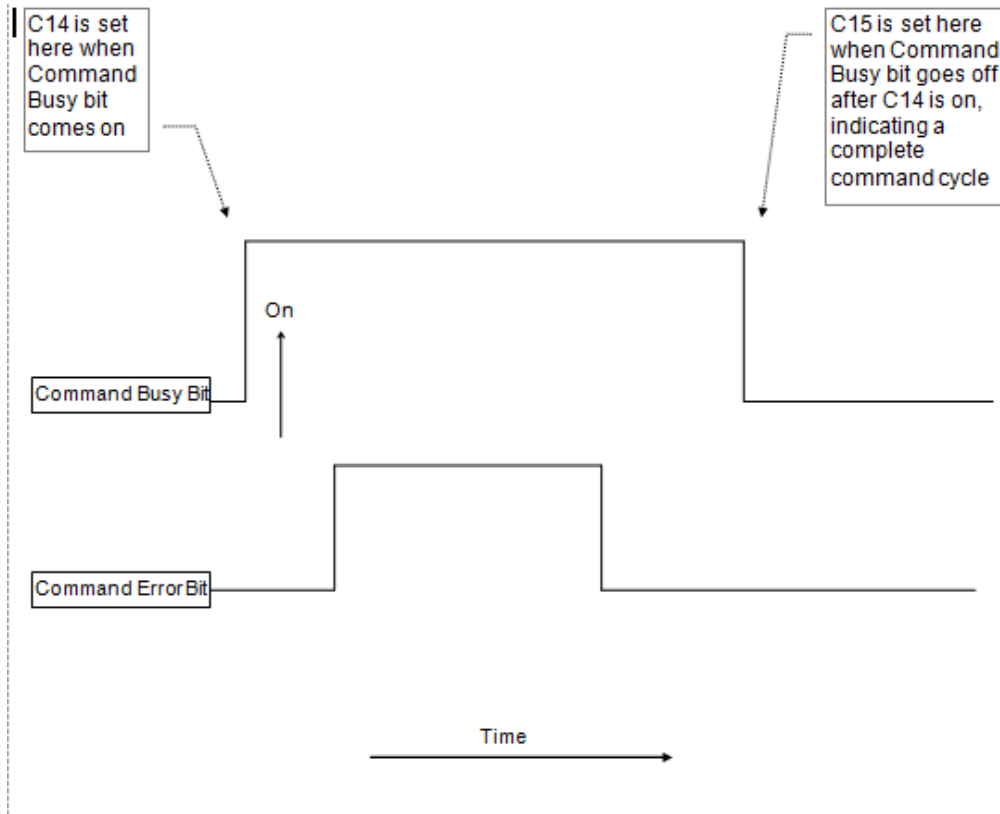 C14 is set
here when
Command
Busy bit
comes on
C15 is set here
when Command
Busy bit goes off
after C14 is on,
indicating a
complete
command cycle
On
Command Busy Bit
Command Error Bit
Time